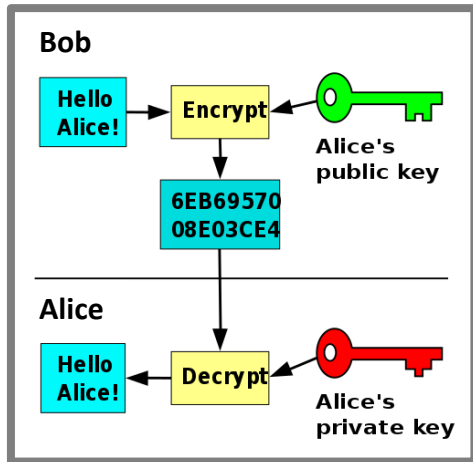 Bob
Hello
Alice!
Encrypt
Alice's
public key
6EB69570
08E03CE4
Alice
Hello
Alice!
Decrypt
Alice's
private key